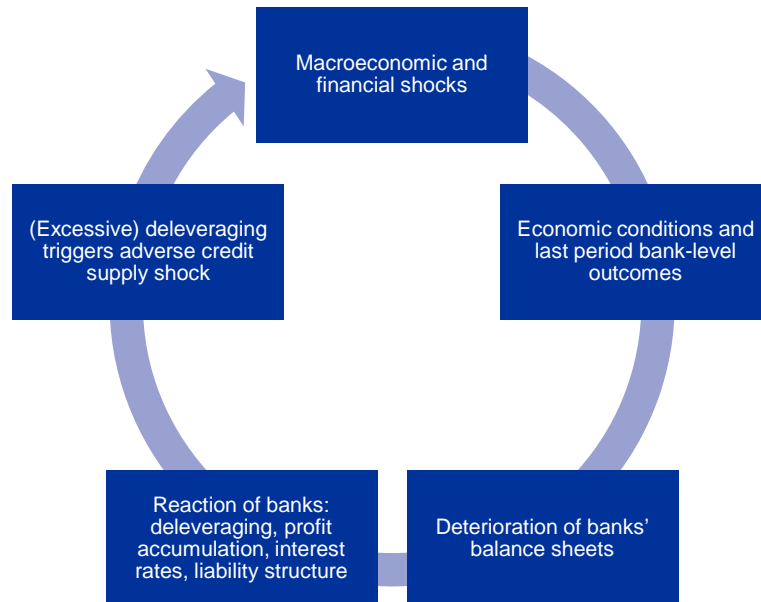 Macroeconomic and
financial shocks
Economic conditions and
last period bank-level
outcomes
Deterioration of banks’
balance sheets
Reaction of banks:
deleveraging, profit
accumulation, interest
rates, liability structure
(Excessive) deleveraging
triggers adverse credit
supply shock